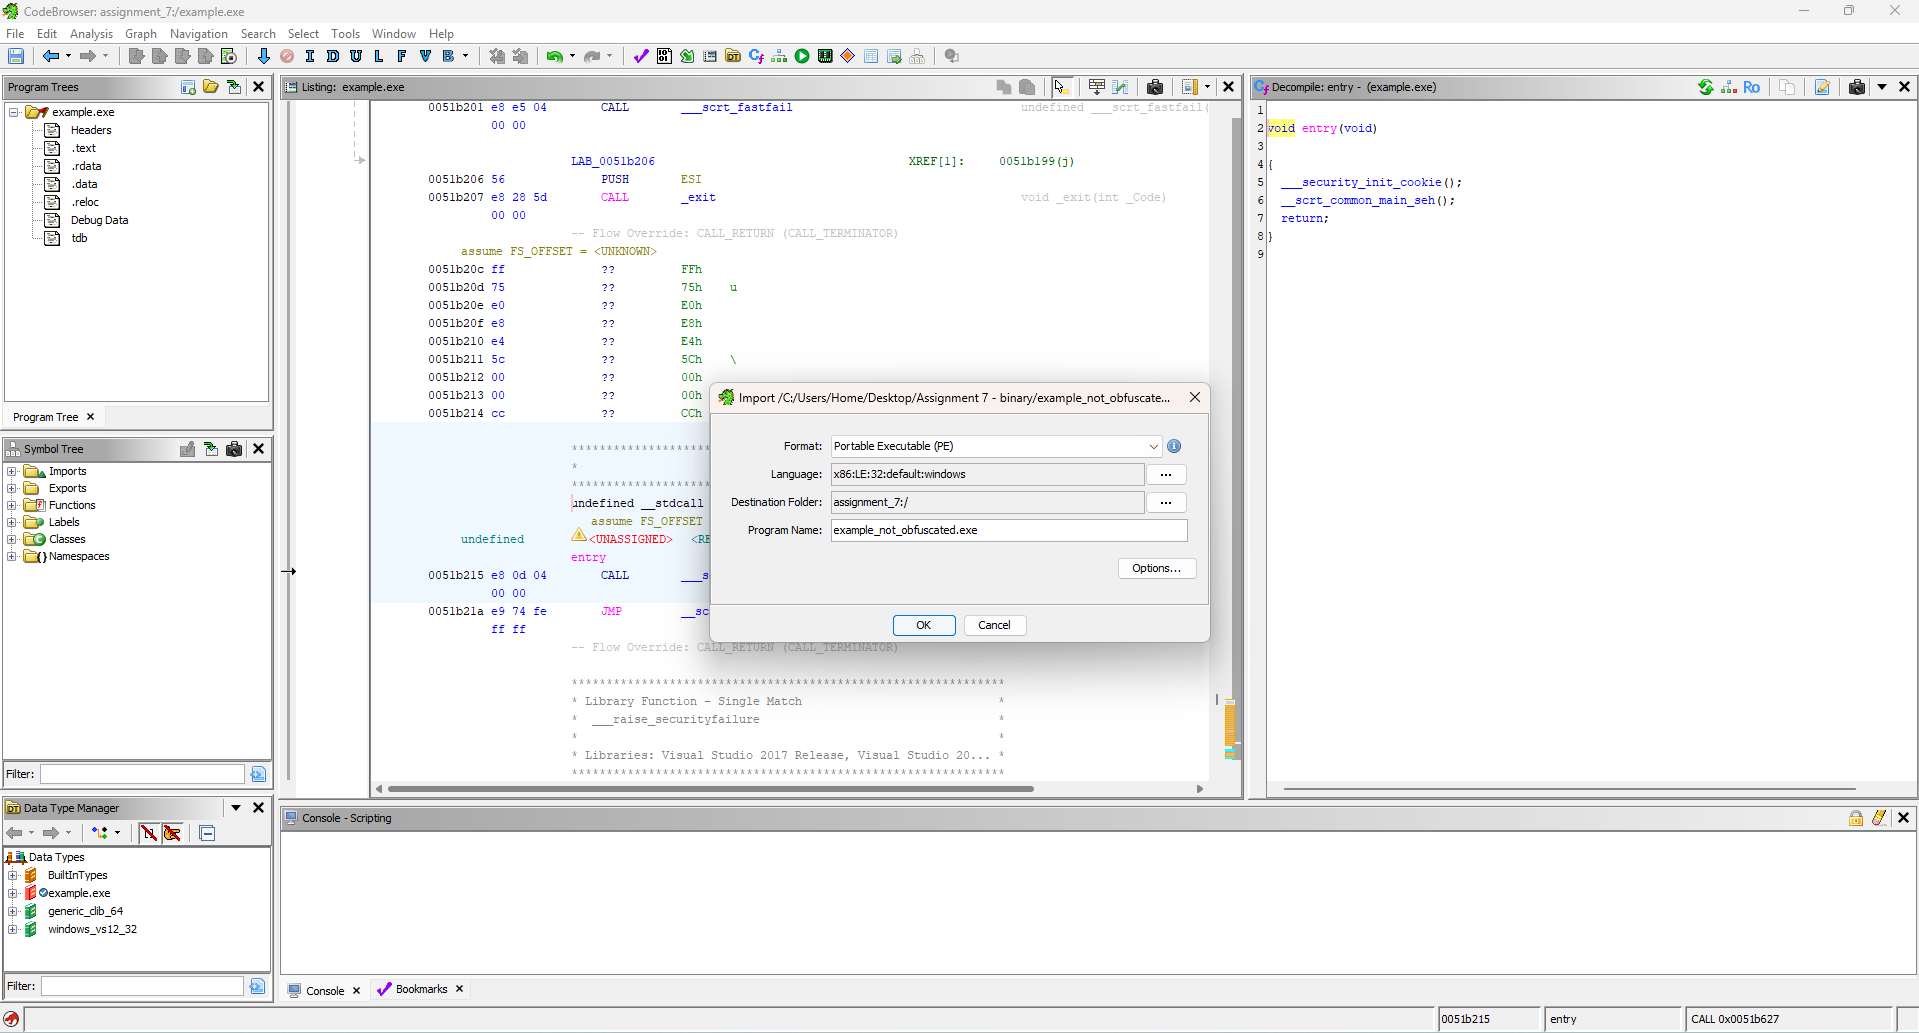 CodeBrowser: assignment_7:/example.exe
File Edit Analysis Graph Navigation Search Select Tools Window Help
I D U L F V B
Program Trees
example.exe
Headers
.text
.rdata
.data
.reloc
Debug Data
tdb
Program Tree
Symbol Tree
Imports
Exports
Functions
Labels
Classes
Namespaces
Filter:
Data Type Manager
Data Types
BuiltInTypes
example.exe
generic_clib_64
windows_vs12_32
Filter:
Listing: example.exe
0051b201 e8 e5 04 CALL ___scrt_fastfail undefined ___scrt_fastfail(
00 00
LAB_0051b206 XREF[1]: 0051b199(j)
0051b206 56 PUSH ESI
0051b207 e8 28 5d CALL _exit void _exit(int _Code)
00 00
-- Flow Override: CALL_RETURN (CALL_TERMINATOR)
assume FS_OFFSET = <UNKNOWN>
0051b20c ff ?? FFh
0051b20d 75 ?? 75h u
0051b20e e0 ?? E0h
0051b20f e8 ?? E8h
0051b210 e4 ?? E4h
0051b211 5c ?? 5Ch \
0051b212 00 ?? 00h
0051b213 00 ?? 00h
0051b214 cc ?? CCh
undefined __stdcall
assume FS_OFFSET
undefined <UNASSIGNED> <RE
entry
0051b215 e8 0d 04 CALL ___s
00 00
0051b21a e9 74 fe JMP __sc
ff ff
-- Flow Override: CALL_RETURN (CALL_TERMINATOR)
**************************************************************
* Library Function - Single Match *
* ___raise_securityfailure *
* *
* Libraries: Visual Studio 2017 Release, Visual Studio 20... *
**************************************************************
Import /C:/Users/Home/Desktop/Assignment 7 - binary/example_not_obfuscate...
Format: Portable Executable (PE)
Language: x86:LE:32:default:windows ...
Destination Folder: assignment_7:/ ...
Program Name: example_not_obfuscated.exe
Options...
OK Cancel
Decompile: entry - (example.exe)
Ro
1
2 void entry(void)
3
4 {
5 ___security_init_cookie();
6 __scrt_common_main_seh();
7 return;
8 }
9
Console - Scripting
Console
Bookmarks
0051b215 entry CALL 0x0051b627